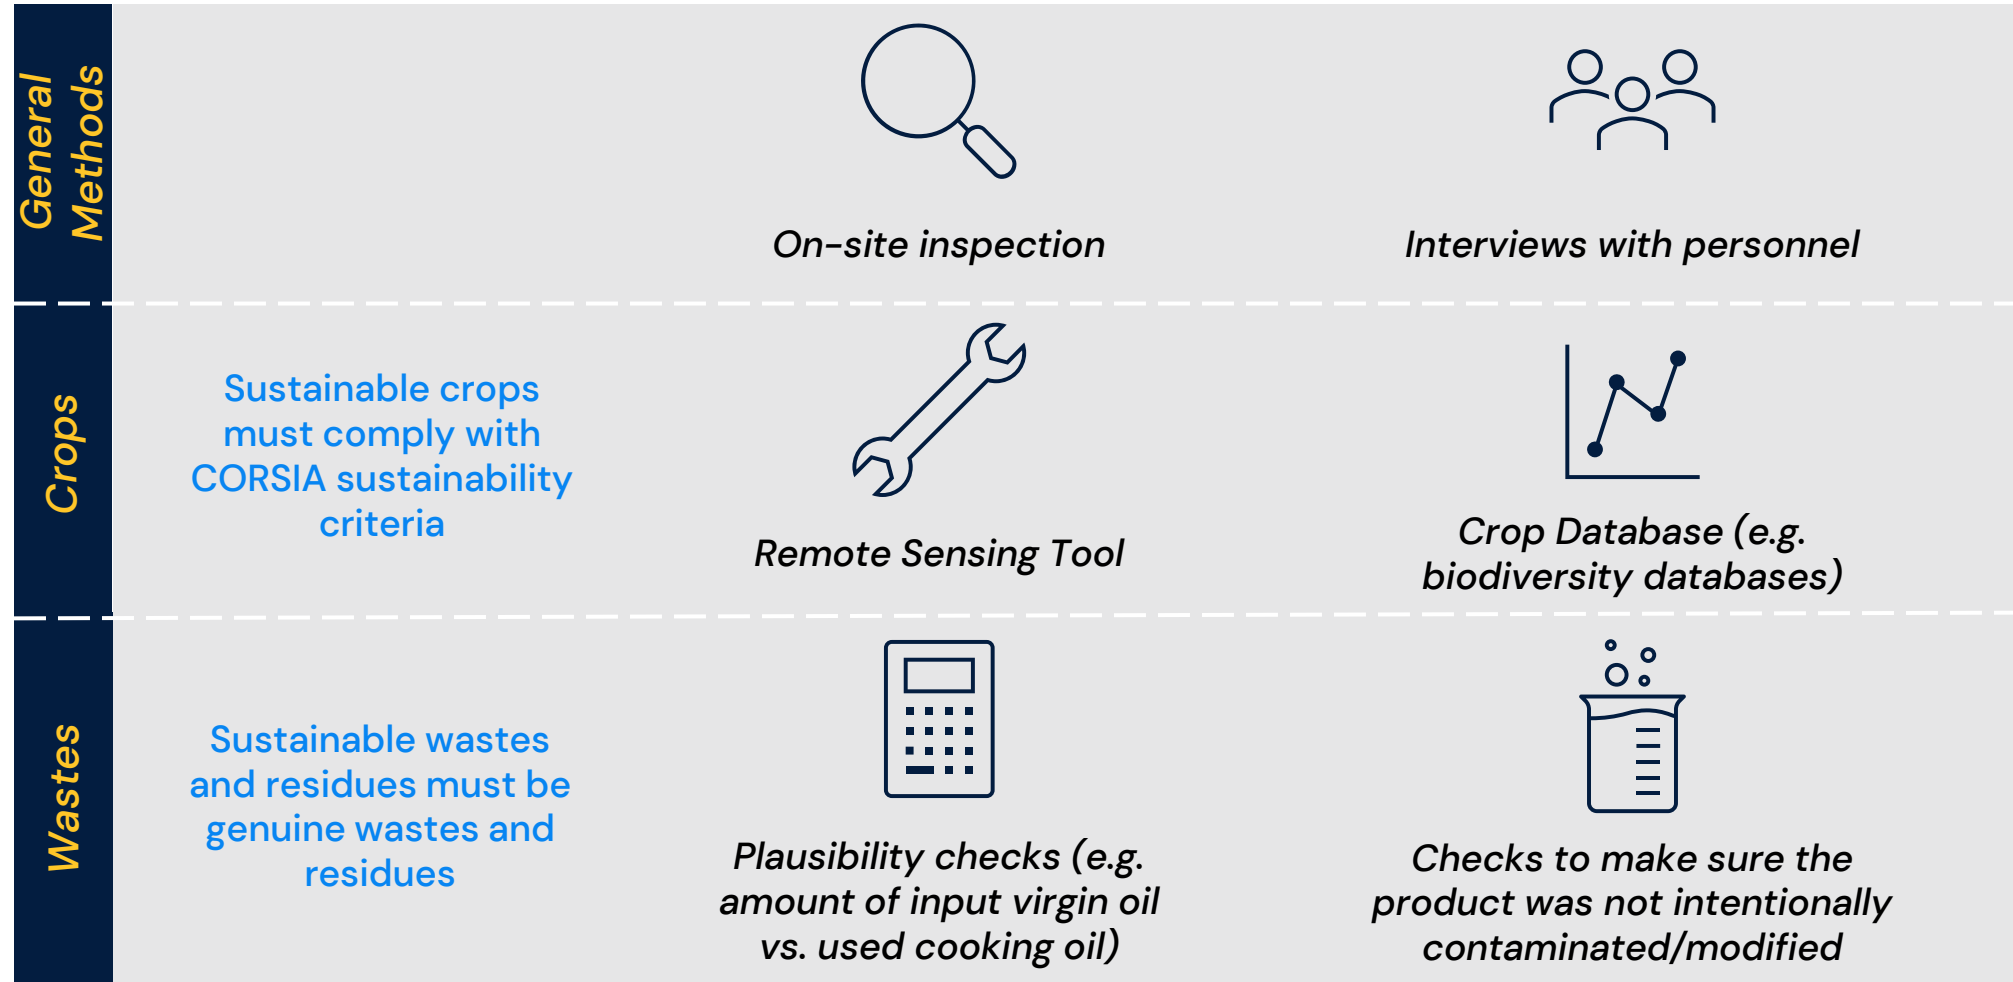 General
Methods
On-site inspection
Interviews with personnel
Crops
Sustainable crops
must comply with
CORSIA sustainability
criteria
Remote Sensing Tool
Crop Database (e.g.
biodiversity databases)
Wastes
Sustainable wastes
and residues must be
genuine wastes and
residues
Plausibility checks (e.g.
amount of input virgin oil
vs. used cooking oil)
Checks to make sure the
product was not intentionally
contaminated/modified